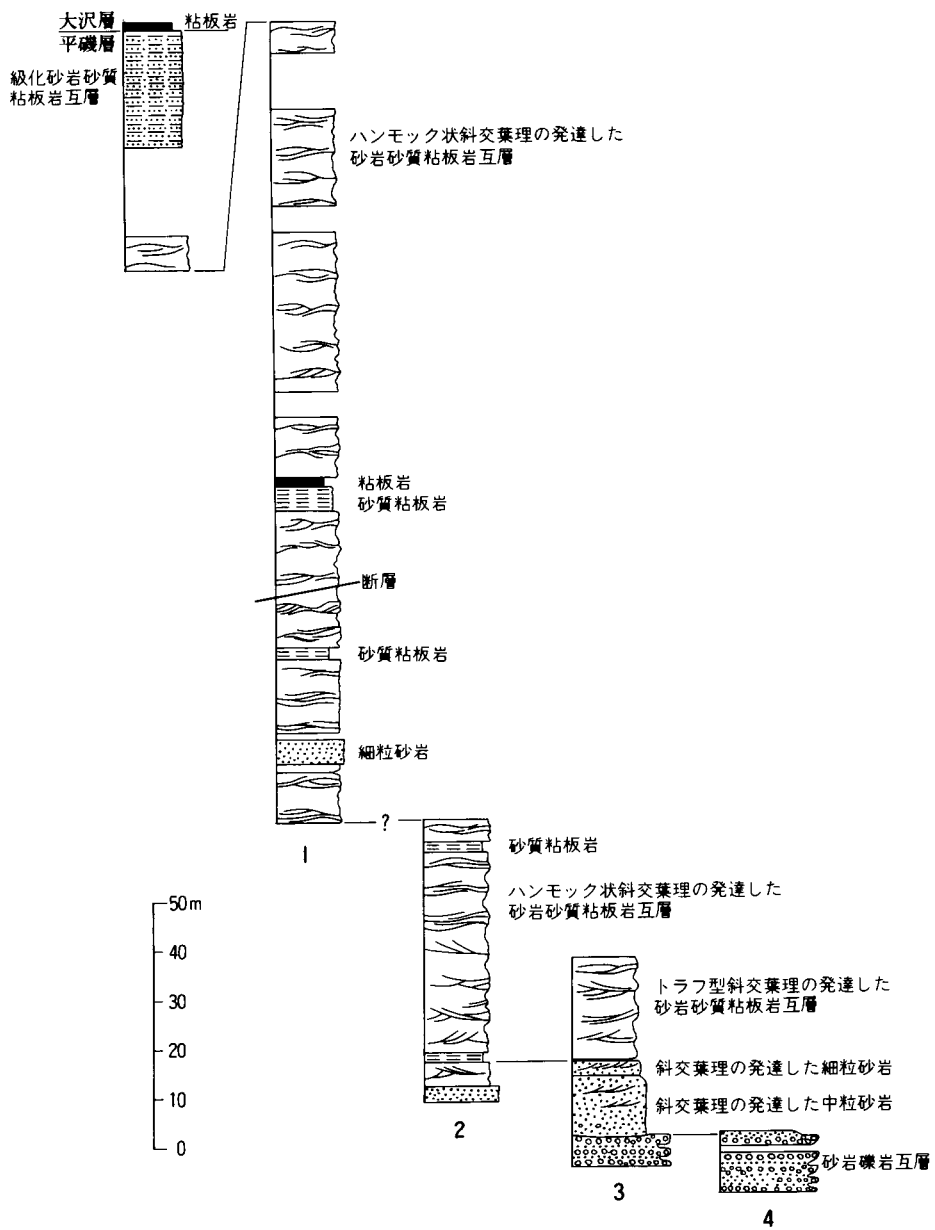 大沢層
粘板岩
平磯層
級化砂岩砂質
粘板岩互層
ハンモック状斜交葉理の発達した
砂岩砂質粘板岩互層
粘板岩
砂質粘板岩
断層
砂質粘板岩
細粒砂岩
?
1
砂質粘板岩
ハンモック状斜交葉理の発達した
砂岩砂質粘板岩互層
50m
40
30
20
10
0
2
トラフ型斜交葉理の発達した
砂岩砂質粘板岩互層
斜交葉理の発達した細粒砂岩
斜交葉理の発達した中粒砂岩
3
砂岩礫岩互層
4